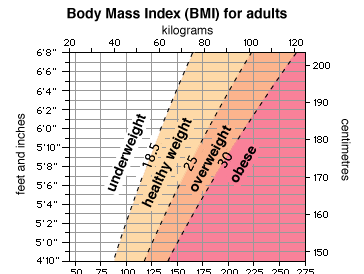 Body Mass Index (BMI) for adults
kilograms
20 40 60 80 100 120
6'8"
6'6"
6'4"
6'2"
6'0"
5'10"
5'8"
5'6"
5'4"
5'2"
5'0"
4'10"
feet and inches
underweight
18.5
healthy weight
25
overweight
30
obese
200
190
180
170
160
150
centimetres
50 75 100 125 150 175 200 225 250 275